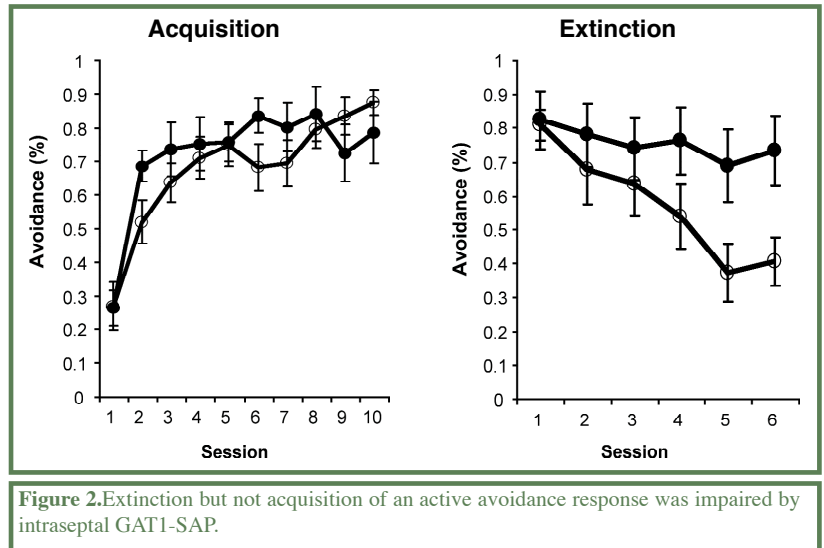 Acquisition
Extinction
1
0.9
0.8
0.7
0.6
0.5
0.4
0.3
0.2
0.1
0
Avoidance (%)
1 2 3 4 5 6 7 8 9 10
Session
1
0.9
0.8
0.7
0.6
0.5
0.4
0.3
0.2
0.1
0
Avoidance (%)
1 2 3 4 5 6
Session
Figure 2.Extinction but not acquisition of an active avoidance response was impaired by
intraseptal GAT1-SAP.